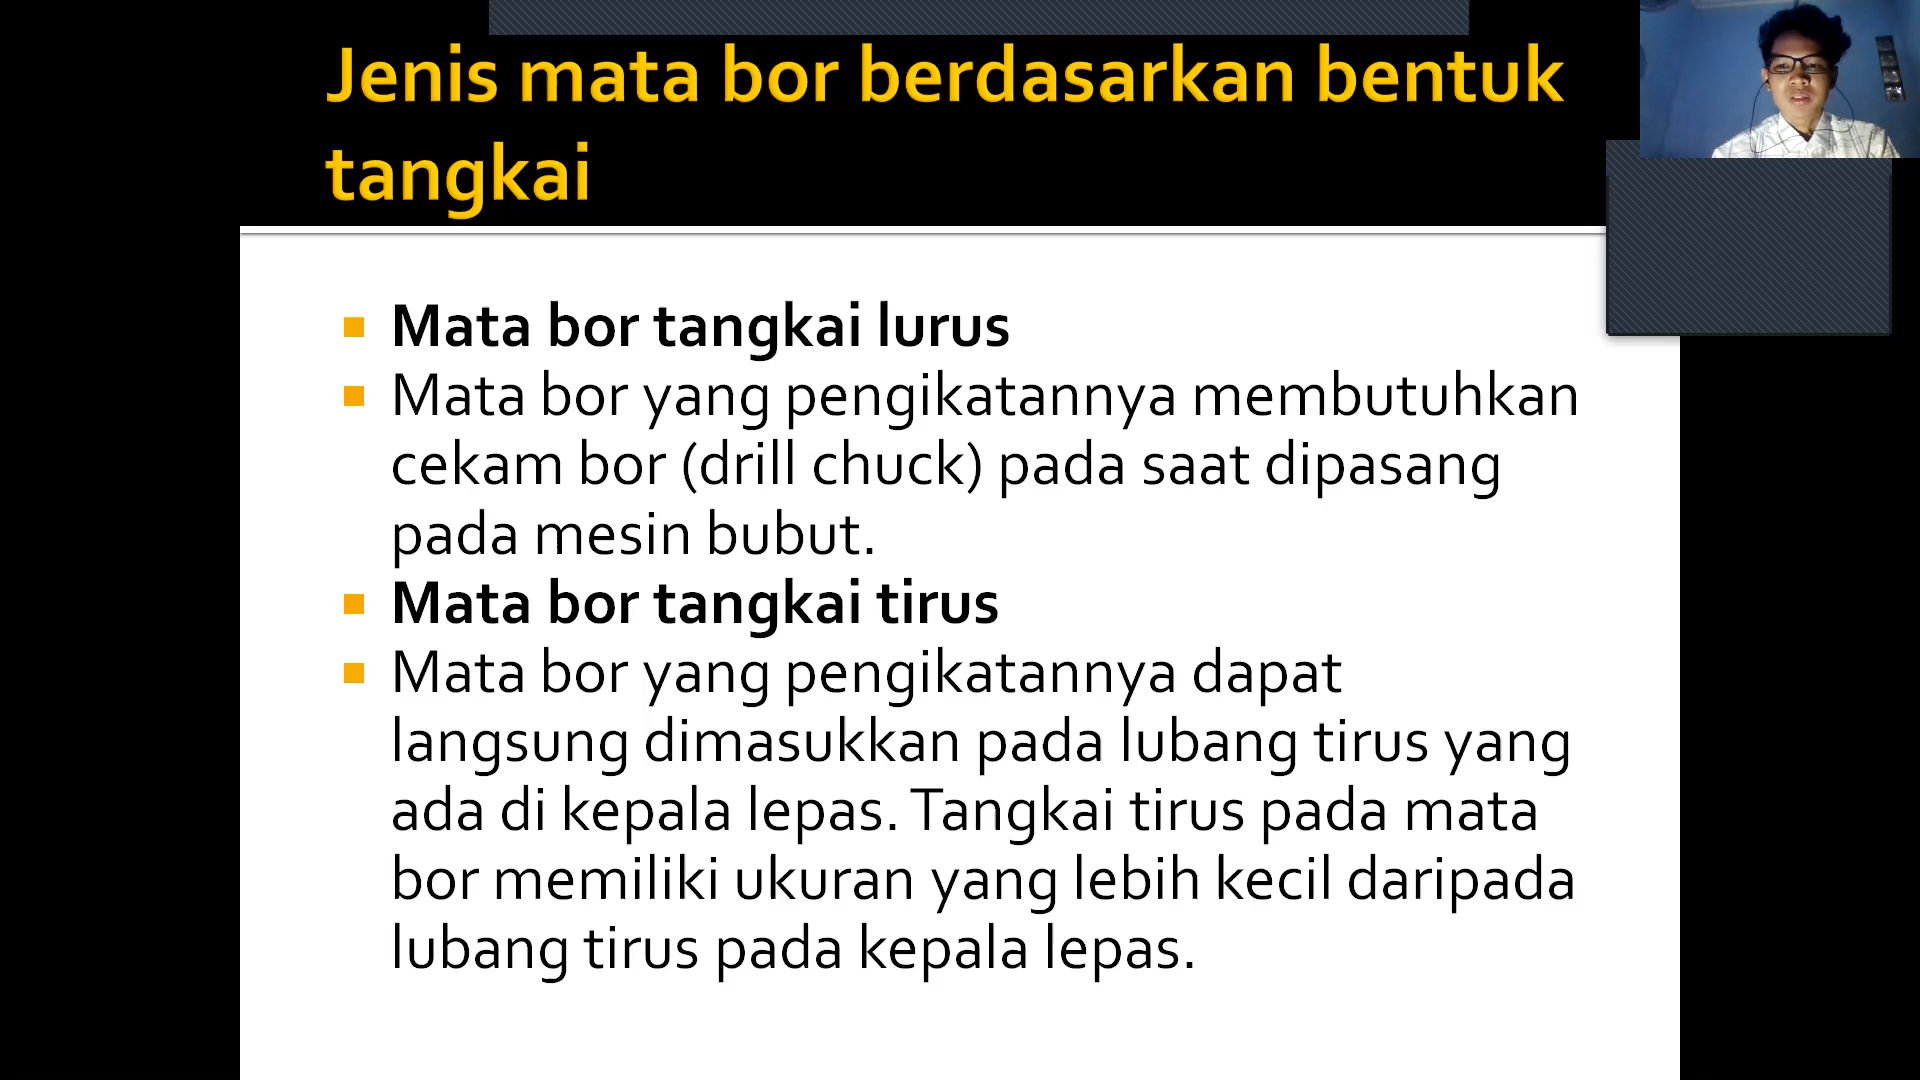 Jenis mata bor berdasarkan bentuk
tangkai
Mata bor tangkai lurus
Mata bor yang pengikatannya membutuhkan
cekam bor (drill chuck) pada saat dipasang
pada mesin bubut.
Mata bor tangkai tirus
Mata bor yang pengikatannya dapat
langsung dimasukkan pada lubang tirus yang
ada di kepala lepas. Tangkai tirus pada mata
bor memiliki ukuran yang lebih kecil daripada
lubang tirus pada kepala lepas.